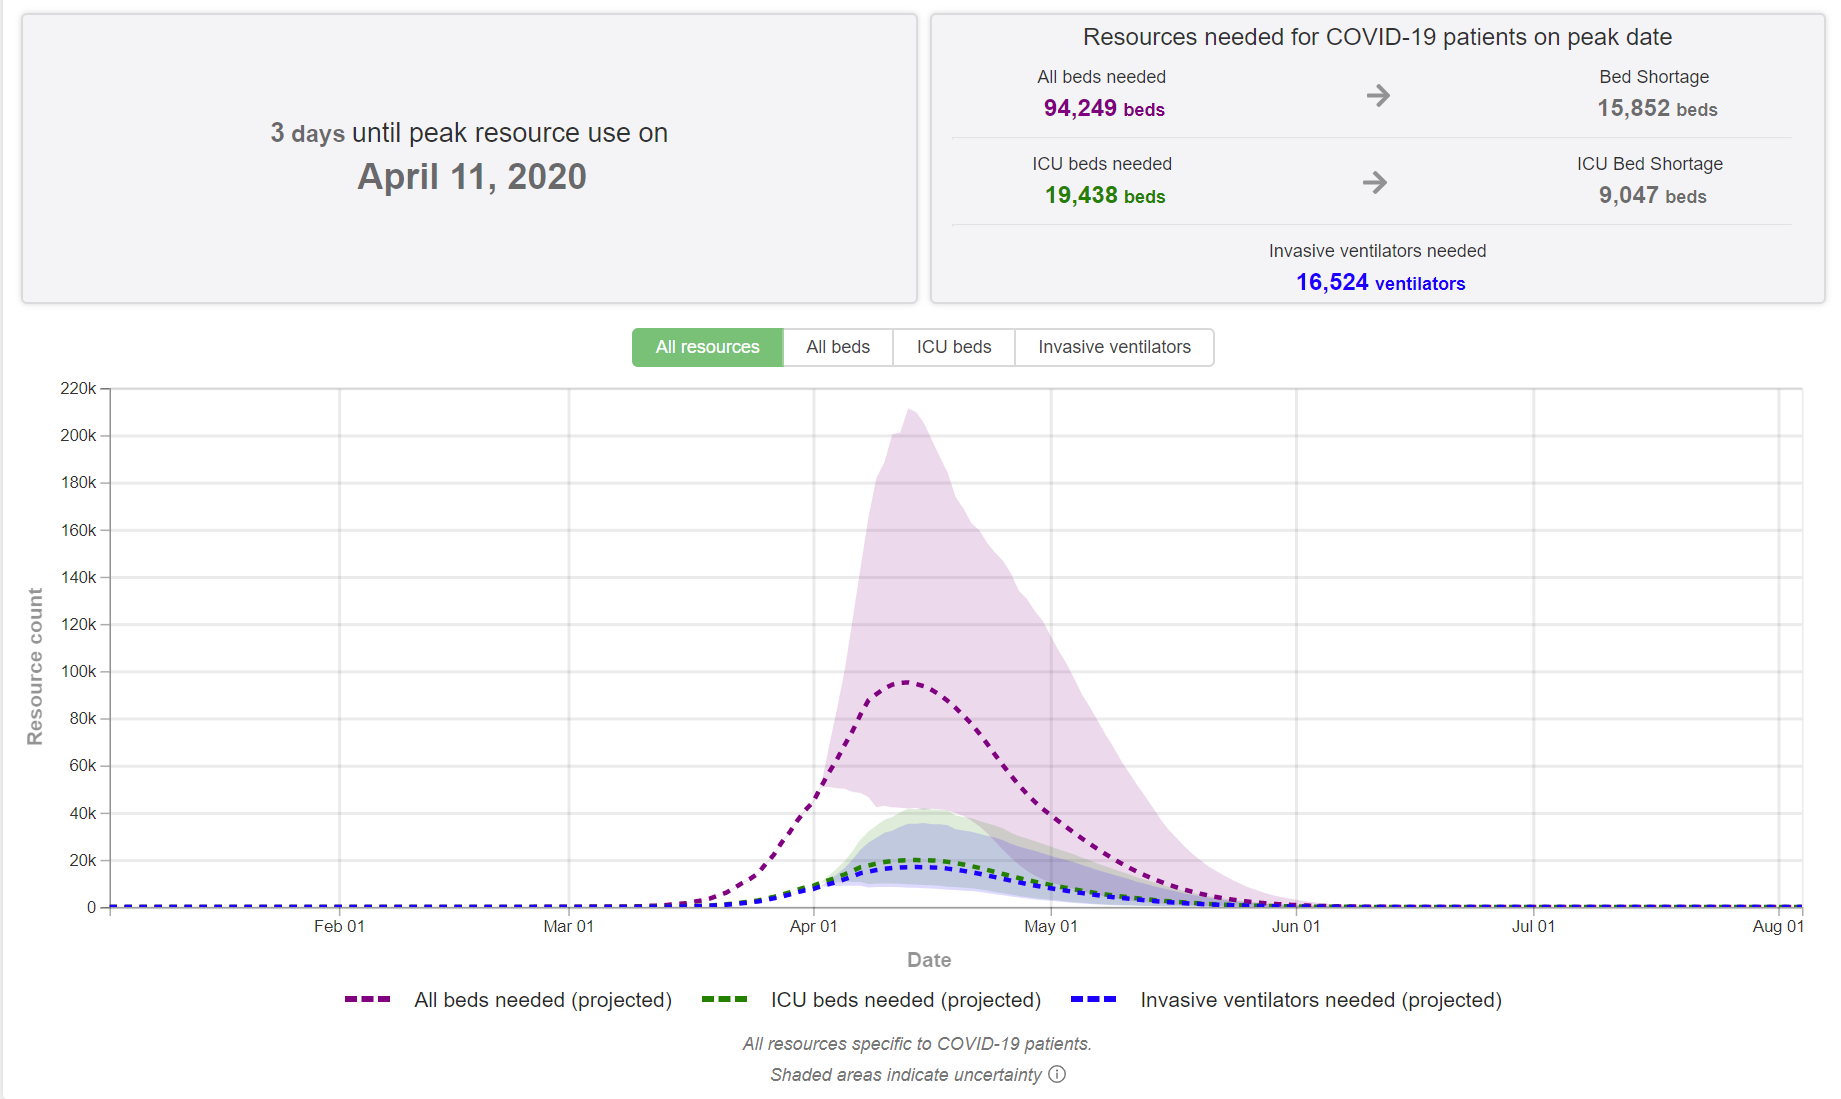 3 days until peak resource use on
April 11, 2020
Resources needed for COVID-19 patients on peak date
All beds needed
94,249 beds
Bed Shortage
15,852 beds
ICU beds needed
19,438 beds
ICU Bed Shortage
9,047 beds
Invasive ventilators needed
16,524 ventilators
All resources
All beds
ICU beds
Invasive ventilators
Resource count
220k
200k
180k
160k
140k
120k
100k
80k
60k
40k
20k
0
Feb 01
Mar 01
Apr 01
May 01
Jun 01
Jul 01
Aug 01
Date
All beds needed (projected)
ICU beds needed (projected)
Invasive ventilators needed (projected)
All resources specific to COVID-19 patients.
Shaded areas indicate uncertainty